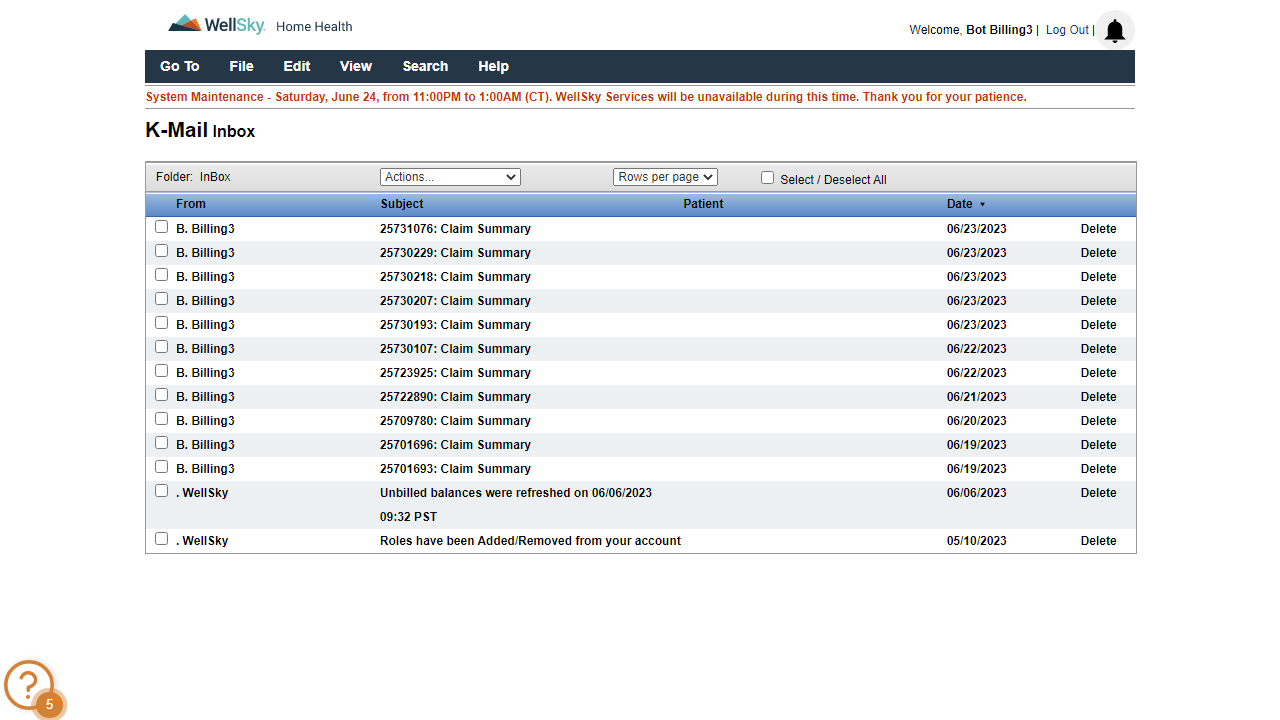 WellSky. Home Health
Welcome, Bot Billing3 | Log Out |
Go To File Edit View Search Help
System Maintenance - Saturday, June 24, from 11:00PM to 1:00AM (CT). WellSky Services will be unavailable during this time. Thank you for your patience.
K-Mail Inbox
Folder: InBox Actions... Rows per page Select / Deselect All
From Subject Patient Date ▼
B. Billing3 25731076: Claim Summary 06/23/2023 Delete
B. Billing3 25730229: Claim Summary 06/23/2023 Delete
B. Billing3 25730218: Claim Summary 06/23/2023 Delete
B. Billing3 25730207: Claim Summary 06/23/2023 Delete
B. Billing3 25730193: Claim Summary 06/23/2023 Delete
B. Billing3 25730107: Claim Summary 06/22/2023 Delete
B. Billing3 25723925: Claim Summary 06/22/2023 Delete
B. Billing3 25722890: Claim Summary 06/21/2023 Delete
B. Billing3 25709780: Claim Summary 06/20/2023 Delete
B. Billing3 25701696: Claim Summary 06/19/2023 Delete
B. Billing3 25701693: Claim Summary 06/19/2023 Delete
. WellSky Unbilled balances were refreshed on 06/06/2023 06/06/2023 Delete
09:32 PST
. WellSky Roles have been Added/Removed from your account 05/10/2023 Delete
?
5